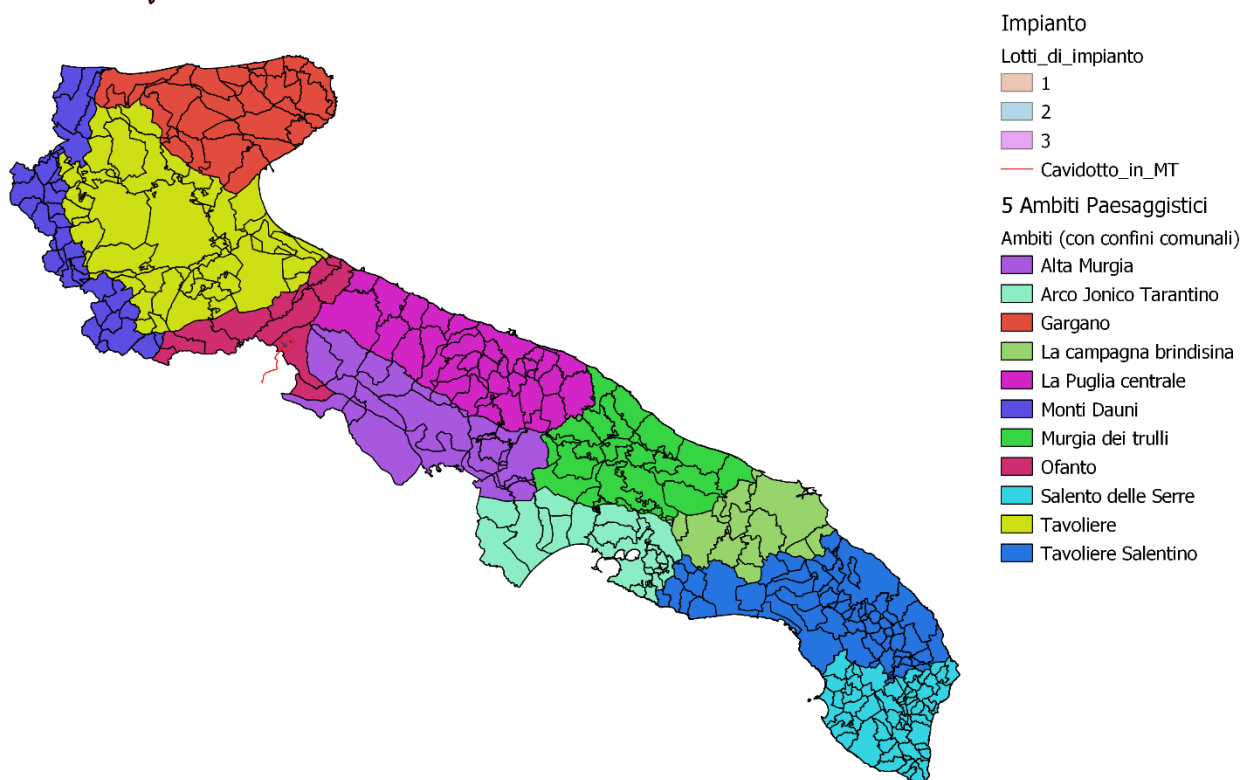 Impianto
Lotti_di_impianto
1
2
3
Cavidotto_in_MT
5 Ambiti Paesaggistici
Ambiti (con confini comunali)
Alta Murgia
Arco Jonico Tarantino
Gargano
La campagna brindisina
La Puglia centrale
Monti Dauni
Murgia dei trulli
Ofanto
Salento delle Serre
Tavoliere
Tavoliere Salentino